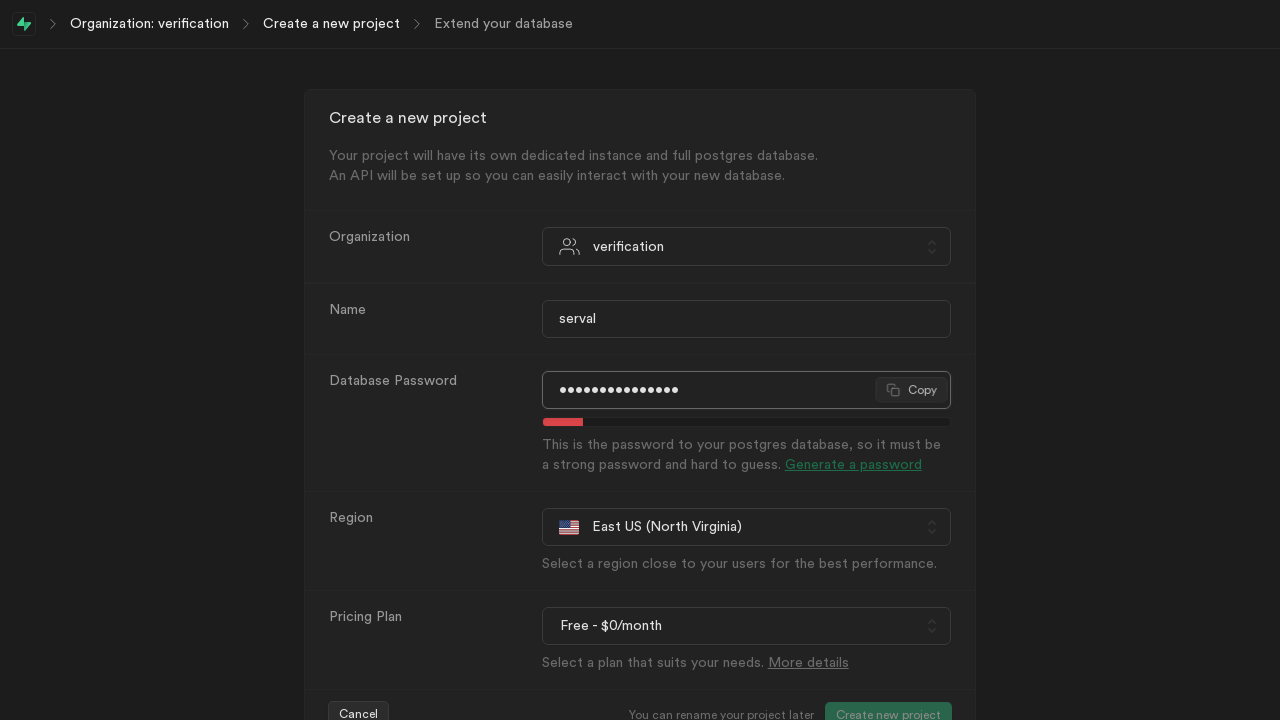 Organization: verification
Create a new project
Extend your database
Create a new project
Your project will have its own dedicated instance and full postgres database.
An API will be set up so you can easily interact with your new database.
Organization
verification
Name
serval
Database Password
•••••••••••••••
Copy
This is the password to your postgres database, so it must be
a strong password and hard to guess. Generate a password
Region
East US (North Virginia)
Select a region close to your users for the best performance.
Pricing Plan
Free - $0/month
Select a plan that suits your needs. More details
Cancel
You can rename your project later
Create new project